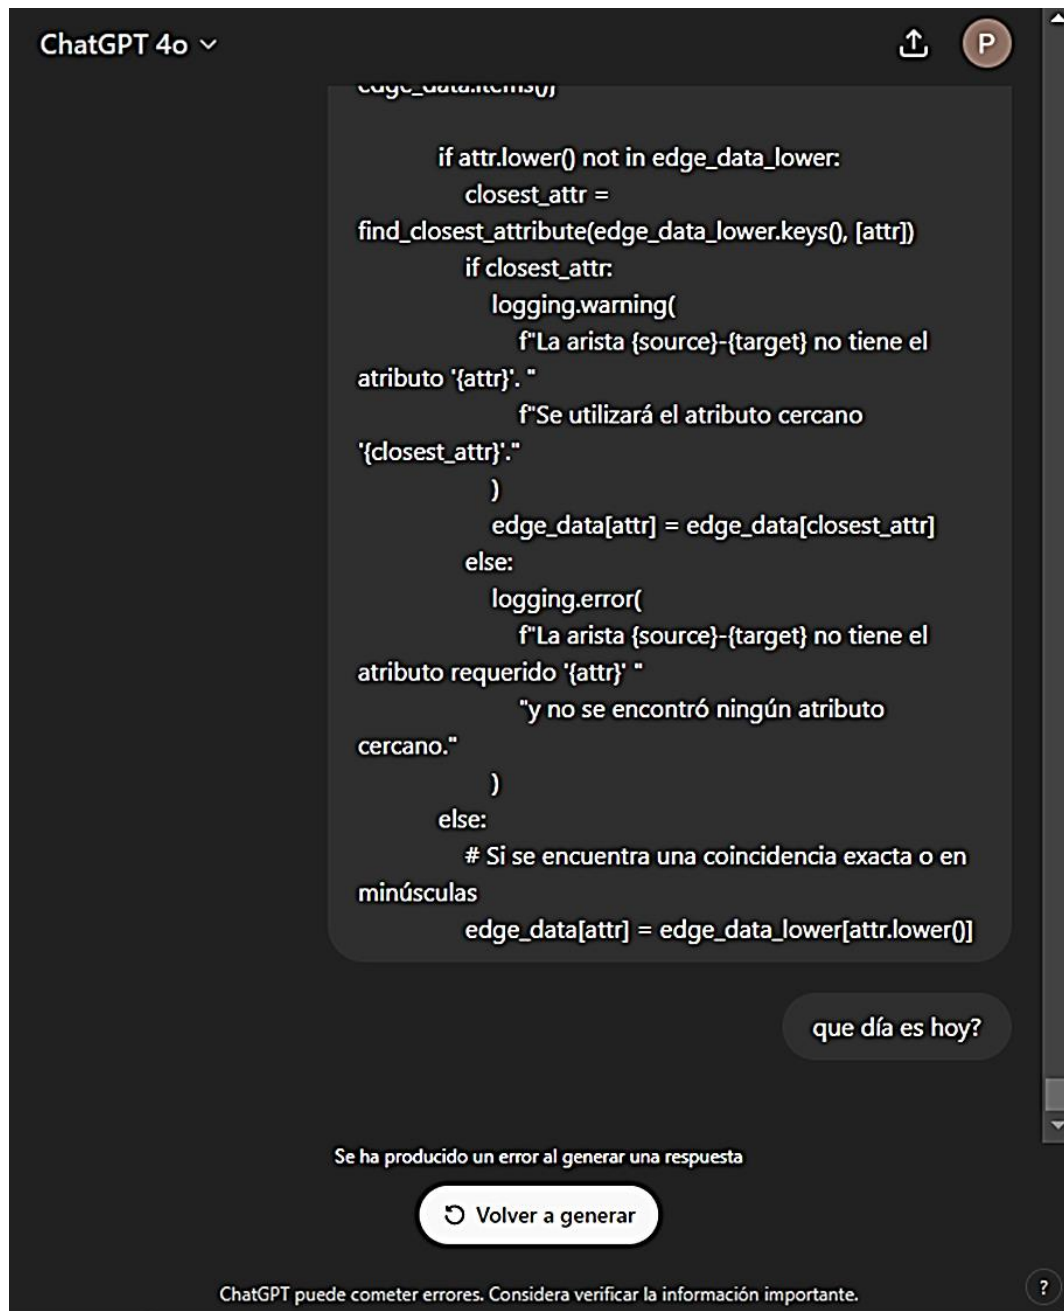 ChatGPT 4o
P
edge_data.items()}
if attr.lower() not in edge_data_lower:
closest_attr =
find_closest_attribute(edge_data_lower.keys(), [attr])
if closest_attr:
logging.warning(
f"La arista {source}-{target} no tiene el
atributo '{attr}'. "
f"Se utilizará el atributo cercano
'{closest_attr}'."
)
edge_data[attr] = edge_data[closest_attr]
else:
logging.error(
f"La arista {source}-{target} no tiene el
atributo requerido '{attr}' "
"y no se encontró ningún atributo
cercano."
)
else:
# Si se encuentra una coincidencia exacta o en
minúsculas
edge_data[attr] = edge_data_lower[attr.lower()]
que día es hoy?
Se ha producido un error al generar una respuesta
Volver a generar
ChatGPT puede cometer errores. Considera verificar la información importante.
?